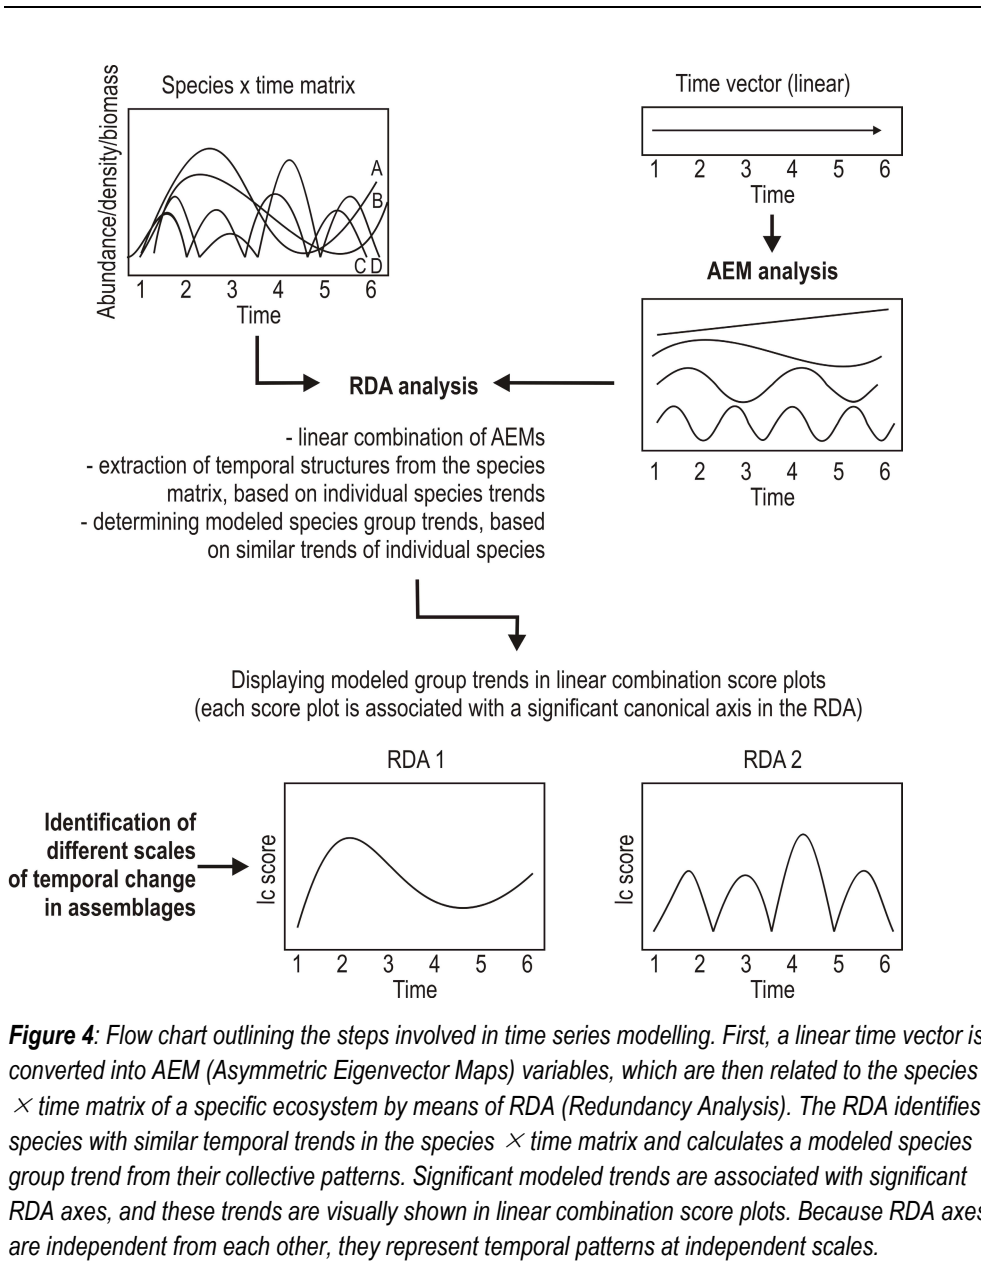 Species x time matrix
Abundance/density/biomass
A
B
C D
1 2 3 4 5 6
Time
Time vector (linear)
1 2 3 4 5 6
Time
AEM analysis
1 2 3 4 5 6
Time
RDA analysis
- linear combination of AEMs
- extraction of temporal structures from the species
matrix, based on individual species trends
- determining modeled species group trends, based
on similar trends of individual species
Displaying modeled group trends in linear combination score plots
(each score plot is associated with a significant canonical axis in the RDA)
Identification of
different scales
of temporal change
in assemblages
RDA 1
lc score
1 2 3 4 5 6
Time
RDA 2
lc score
1 2 3 4 5 6
Time
Figure 4: Flow chart outlining the steps involved in time series modelling. First, a linear time vector is
converted into AEM (Asymmetric Eigenvector Maps) variables, which are then related to the species
× time matrix of a specific ecosystem by means of RDA (Redundancy Analysis). The RDA identifies
species with similar temporal trends in the species × time matrix and calculates a modeled species
group trend from their collective patterns. Significant modeled trends are associated with significant
RDA axes, and these trends are visually shown in linear combination score plots. Because RDA axes
are independent from each other, they represent temporal patterns at independent scales.